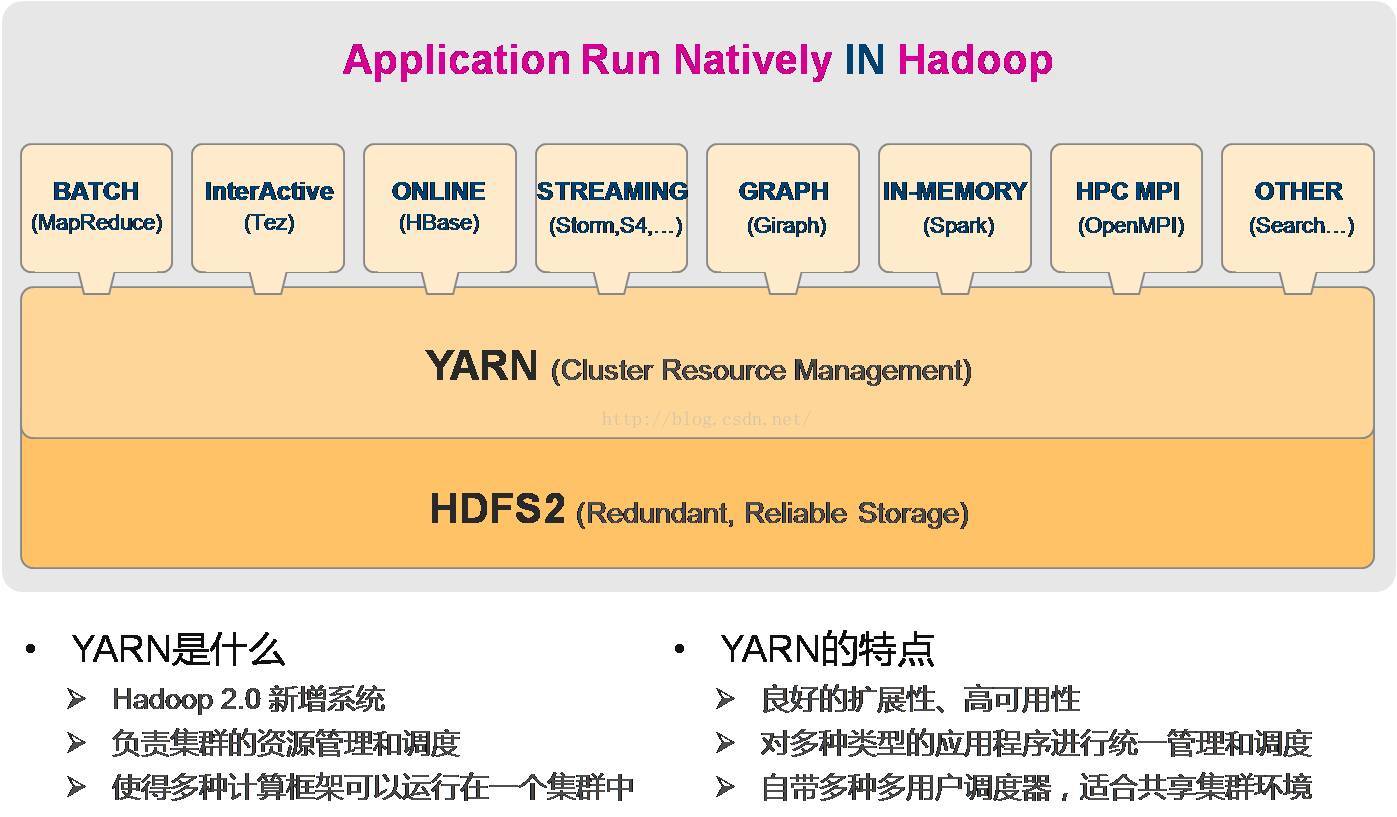 Application Run Natively IN Hadoop
BATCH
(MapReduce)
InterActive
(Tez)
ONLINE
(HBase)
STREAMING
(Storm,S4,...)
GRAPH
(Giraph)
IN-MEMORY
(Spark)
HPC MPI
(OpenMPI)
OTHER
(Search...)
YARN (Cluster Resource Management)
http://blog.csdn.net/
HDFS2 (Redundant, Reliable Storage)
• YARN是什么
➢ Hadoop 2.0 新增系统
➢ 负责集群的资源管理和调度
➢ 使得多种计算框架可以运行在一个集群中
• YARN的特点
➢ 良好的扩展性、高可用性
➢ 对多种类型的应用程序进行统一管理和调度
➢ 自带多种多用户调度器，适合共享集群环境